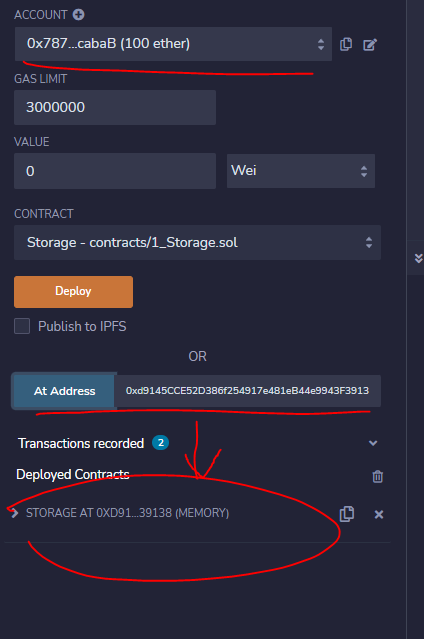 ACCOUNT
0x787...cabaB (100 ether)
GAS LIMIT
3000000
VALUE
0
Wei
CONTRACT
Storage - contracts/1_Storage.sol
Deploy
Publish to IPFS
OR
At Address 0xd9145CCE52D386f254917e481eB44e9943F3913
Transactions recorded 2
Deployed Contracts
STORAGE AT 0XD91...39138 (MEMORY)